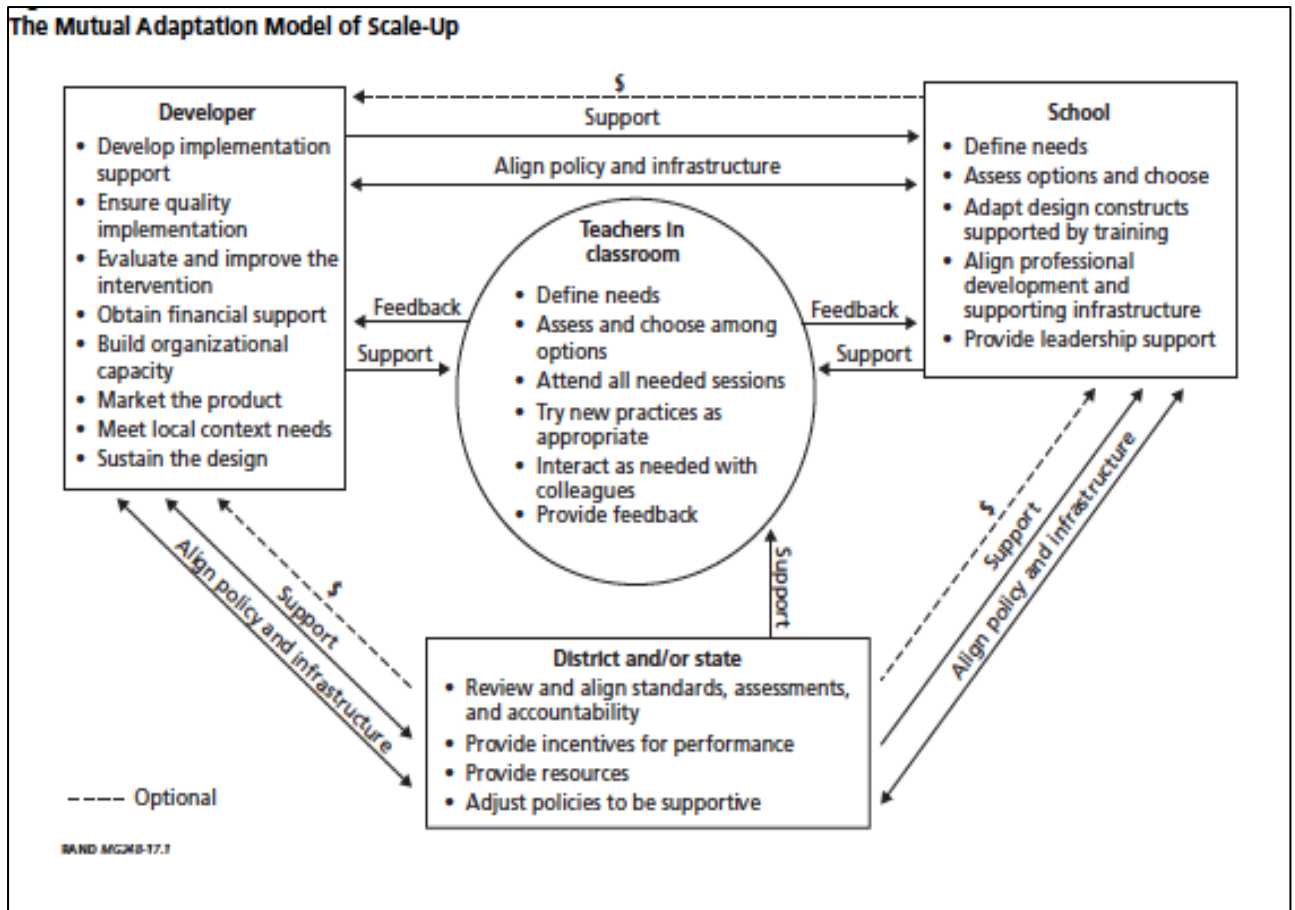 The Mutual Adaptation Model of Scale-Up
$
Support
Align policy and infrastructure
Developer
• Develop implementation
support
• Ensure quality
implementation
• Evaluate and improve the
intervention
• Obtain financial support
• Build organizational
capacity
• Market the product
• Meet local context needs
• Sustain the design
Feedback
Support
Teachers in
classroom
• Define needs
• Assess and choose among
options
• Attend all needed sessions
• Try new practices as
appropriate
• Interact as needed with
colleagues
• Provide feedback
Feedback
Support
School
• Define needs
• Assess options and choose
• Adapt design constructs
supported by training
• Align professional
development and
supporting infrastructure
• Provide leadership support
Align policy and infrastructure
Support
$
Support
$
Support
Align policy and infrastructure
District and/or state
• Review and align standards, assessments,
and accountability
• Provide incentives for performance
• Provide resources
• Adjust policies to be supportive
Optional
RAND MG248-17.1